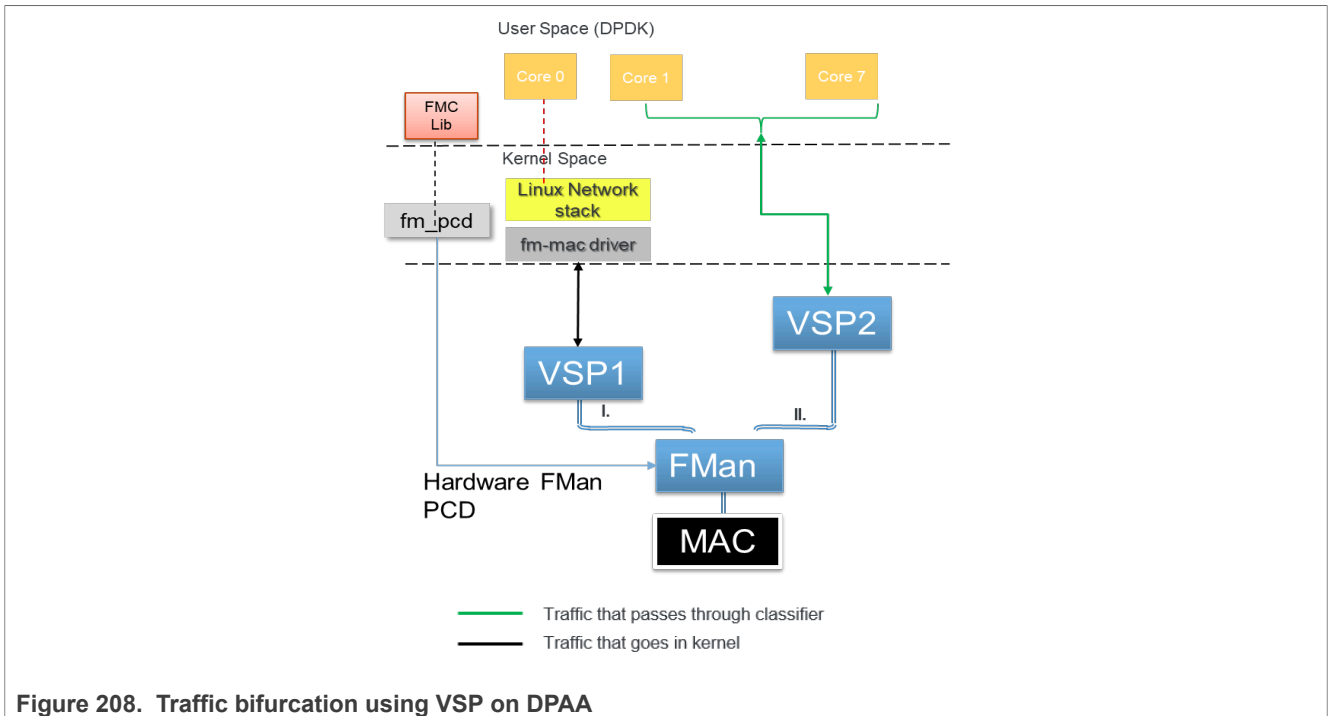 User Space (DPDK)
Core 0
Core 1
Core 7
FMC
Lib
Kernel Space
Linux Network
stack
fm_pcd
fm-mac driver
VSP2
VSP1
I.
II.
FMan
Hardware FMan
PCD
MAC
Traffic that passes through classifier
Traffic that goes in kernel
Figure 208. Traffic bifurcation using VSP on DPAA